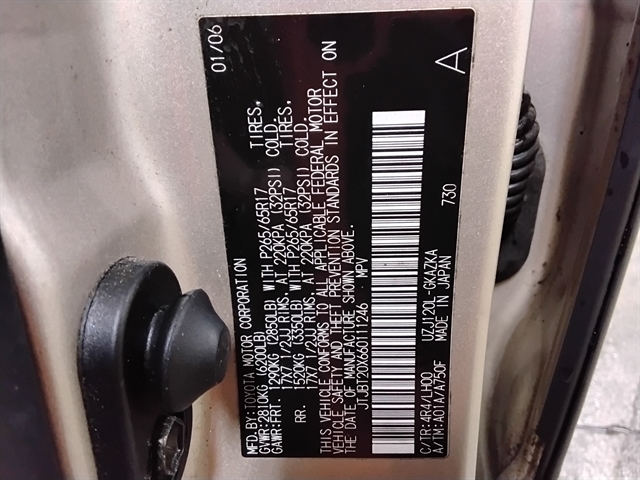 MFD.BY:TOYOTA MOTOR CORPORATION 01/06
GVWR:2810KG (6200LB)
GAWR:FRT. 1290KG (2850LB) WITH P265/65R17 TIRES,
17X7 1/2JJ RIMS, AT 220KPA (32PSI) COLD.
RR. 1520KG (3350LB) WITH P265/65R17 TIRES,
17X7 1/2JJ RIMS, AT 220KPA (32PSI) COLD.
THIS VEHICLE CONFORMS TO ALL APPLICABLE FEDERAL MOTOR
VEHICLE SAFETY AND THEFT PREVENTION STANDARDS IN EFFECT ON
THE DATE OF MANUFACTURE SHOWN ABOVE.
JTJBT20X660111246 MPV
C/TR:4R4/LH00 UZJ120L-GKAZKA 730 A
A/TM:A01A/A750F MADE IN JAPAN